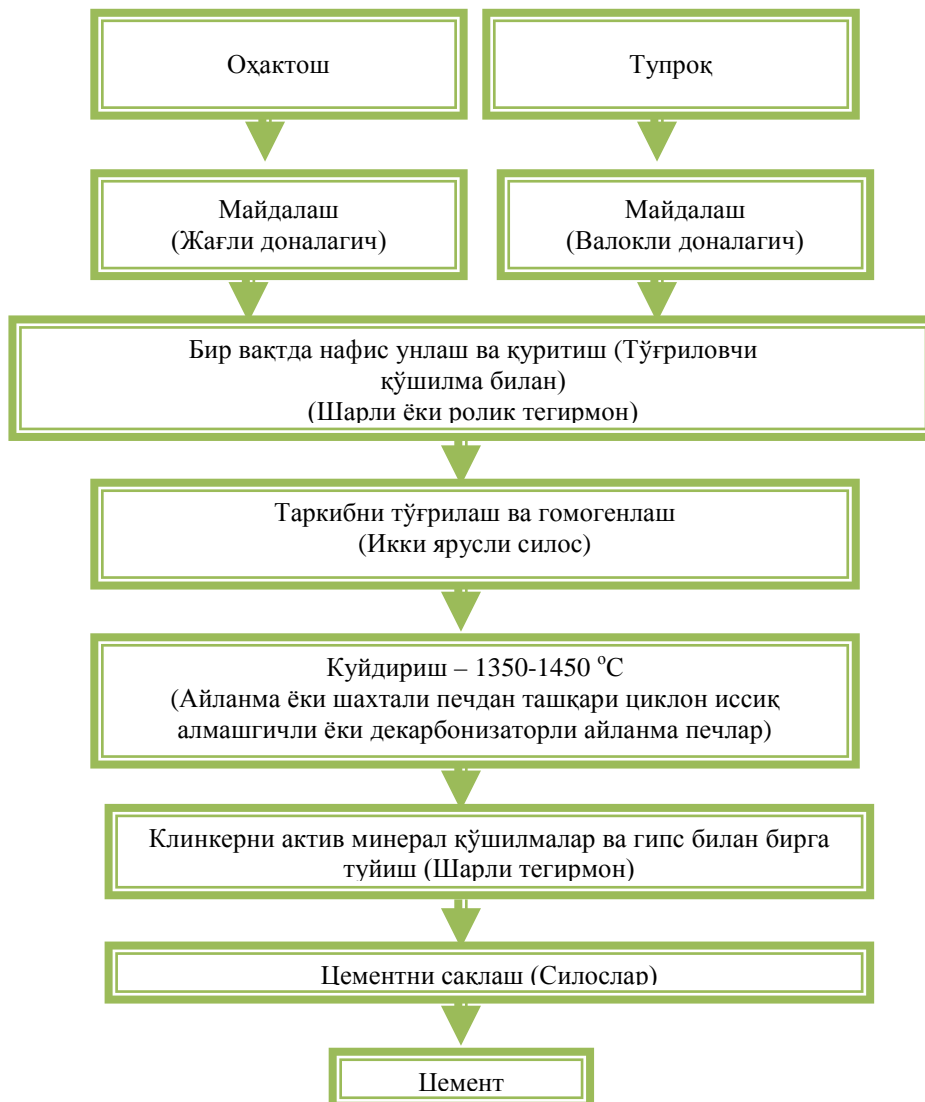 Оҳактош
Тупроқ
Майдалаш
(Жағли доналагич)
Майдалаш
(Валокли доналагич)
Бир вақтда нафис унлаш ва қуритиш (Тўғриловчи
қўшилма билан)
(Шарли ёки ролик тегирмон)
Таркибни тўғрилаш ва гомогенлаш
(Икки ярусли силос)
Куйдириш – 1350-1450 °С
(Айланма ёки шахтали печдан ташқари циклон иссиқ
алмашгичли ёки декарбонизаторли айланма печлар)
Клинкерни актив минерал қўшилмалар ва гипс билан бирга
туйиш (Шарли тегирмон)
Цементни сақлаш (Силослар)
Цемент